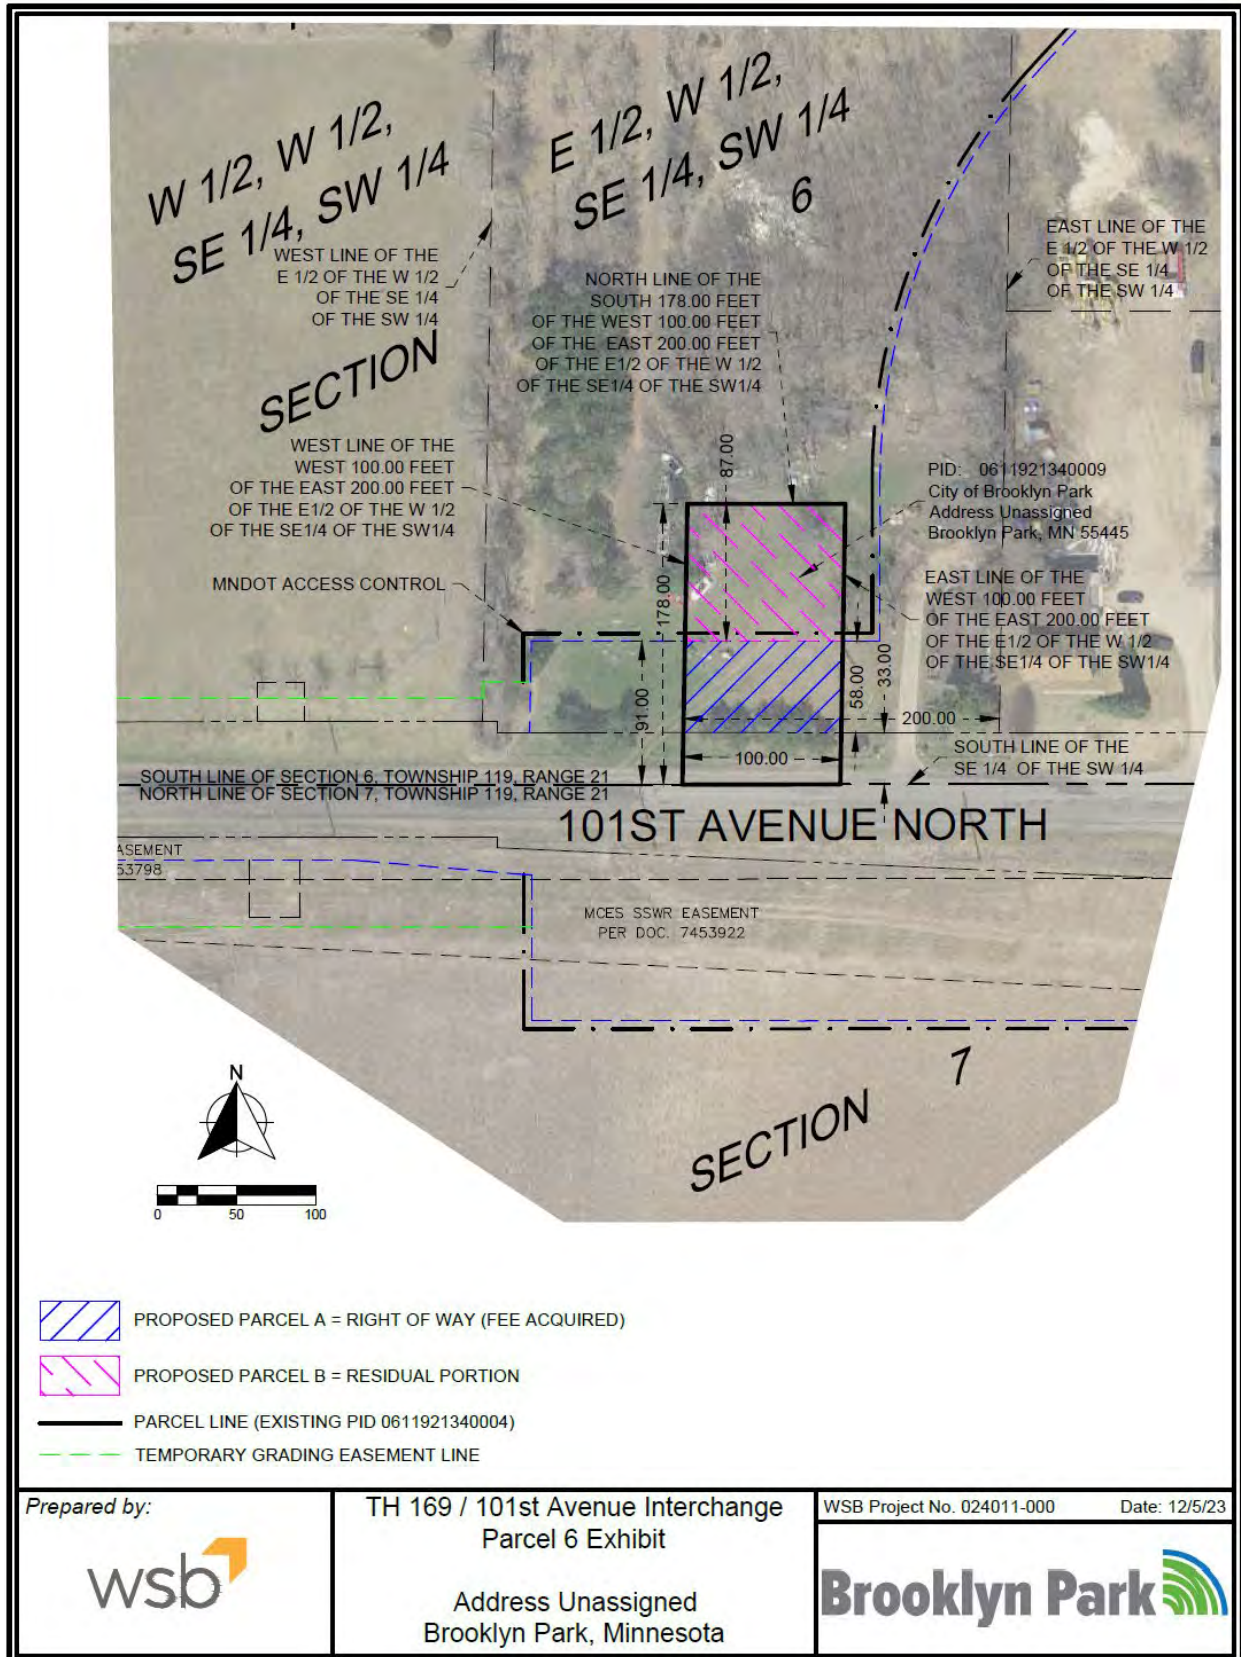 W 1/2, W 1/2,
SE 1/4, SW 1/4
E 1/2, W 1/2,
SE 1/4, SW 1/4
6
WEST LINE OF THE
E 1/2 OF THE W 1/2
OF THE SE 1/4
OF THE SW 1/4
NORTH LINE OF THE
SOUTH 178.00 FEET
OF THE WEST 100.00 FEET
OF THE EAST 200.00 FEET
OF THE E1/2 OF THE W 1/2
OF THE SE1/4 OF THE SW1/4
EAST LINE OF THE
E 1/2 OF THE W 1/2
OF THE SE 1/4
OF THE SW 1/4
SECTION
WEST LINE OF THE
WEST 100.00 FEET
OF THE EAST 200.00 FEET
OF THE E1/2 OF THE W 1/2
OF THE SE1/4 OF THE SW1/4
87.00
PID: 0611921340009
City of Brooklyn Park
Address Unassigned
Brooklyn Park, MN 55445
MNDOT ACCESS CONTROL
178.00
EAST LINE OF THE
WEST 100.00 FEET
OF THE EAST 200.00 FEET
OF THE E1/2 OF THE W 1/2
OF THE SE1/4 OF THE SW1/4
91.00
58.00
33.00
200.00
100.00
SOUTH LINE OF THE
SE 1/4 OF THE SW 1/4
SOUTH LINE OF SECTION 6, TOWNSHIP 119, RANGE 21
NORTH LINE OF SECTION 7, TOWNSHIP 119, RANGE 21
101ST AVENUE NORTH
ASEMENT
53798
MCES SSWR EASEMENT
PER DOC. 7453922
SECTION 7
N
0 50 100
PROPOSED PARCEL A = RIGHT OF WAY (FEE ACQUIRED)
PROPOSED PARCEL B = RESIDUAL PORTION
PARCEL LINE (EXISTING PID 0611921340004)
TEMPORARY GRADING EASEMENT LINE
Prepared by:
wsb
TH 169 / 101st Avenue Interchange
Parcel 6 Exhibit
Address Unassigned
Brooklyn Park, Minnesota
WSB Project No. 024011-000 Date: 12/5/23
Brooklyn Park